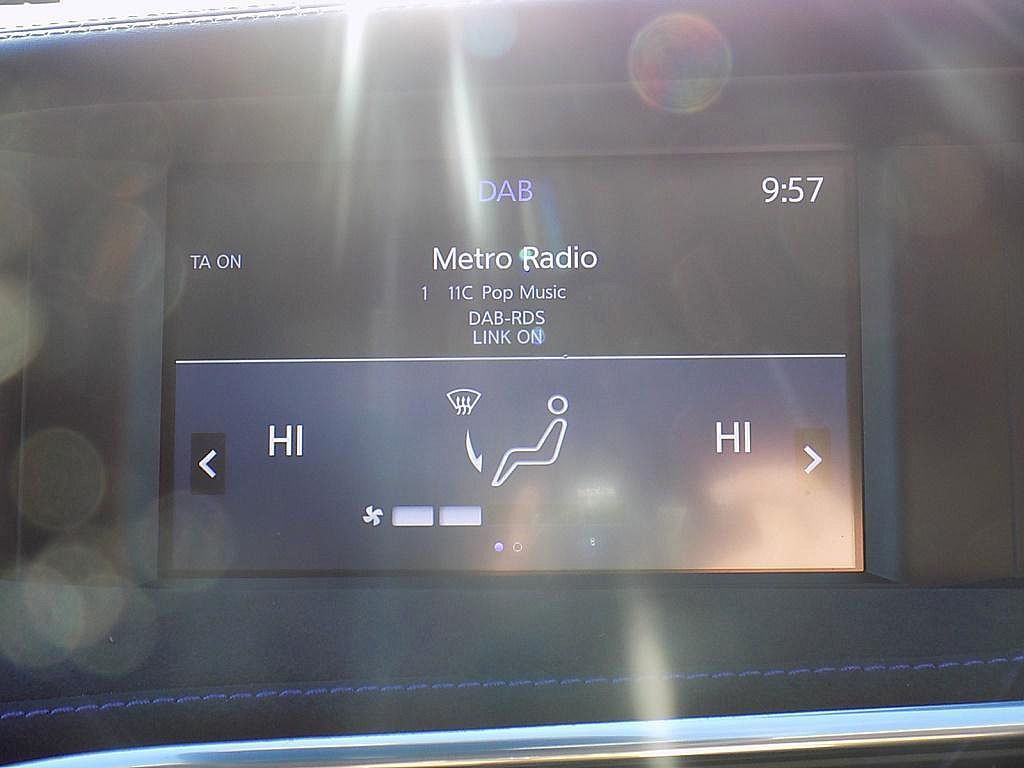 DAB
9:57
TA ON
Metro Radio
1 11C Pop Music
DAB-RDS
LINK ON
HI
HI